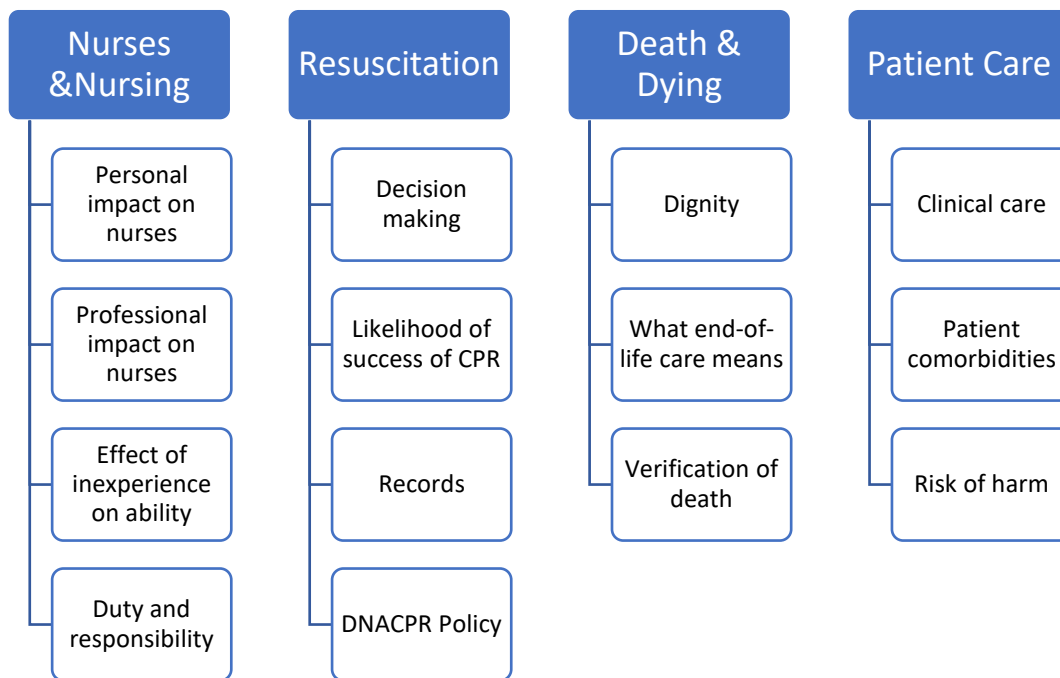 Nurses
&Nursing
Personal
impact on
nurses
Professional
impact on
nurses
Effect of
inexperience
on ability
Duty and
responsibility
Resuscitation
Decision
making
Likelihood of
success of CPR
Records
DNACPR Policy
Death &
Dying
Dignity
What end-of-
life care means
Verification of
death
Patient Care
Clinical care
Patient
comorbidities
Risk of harm